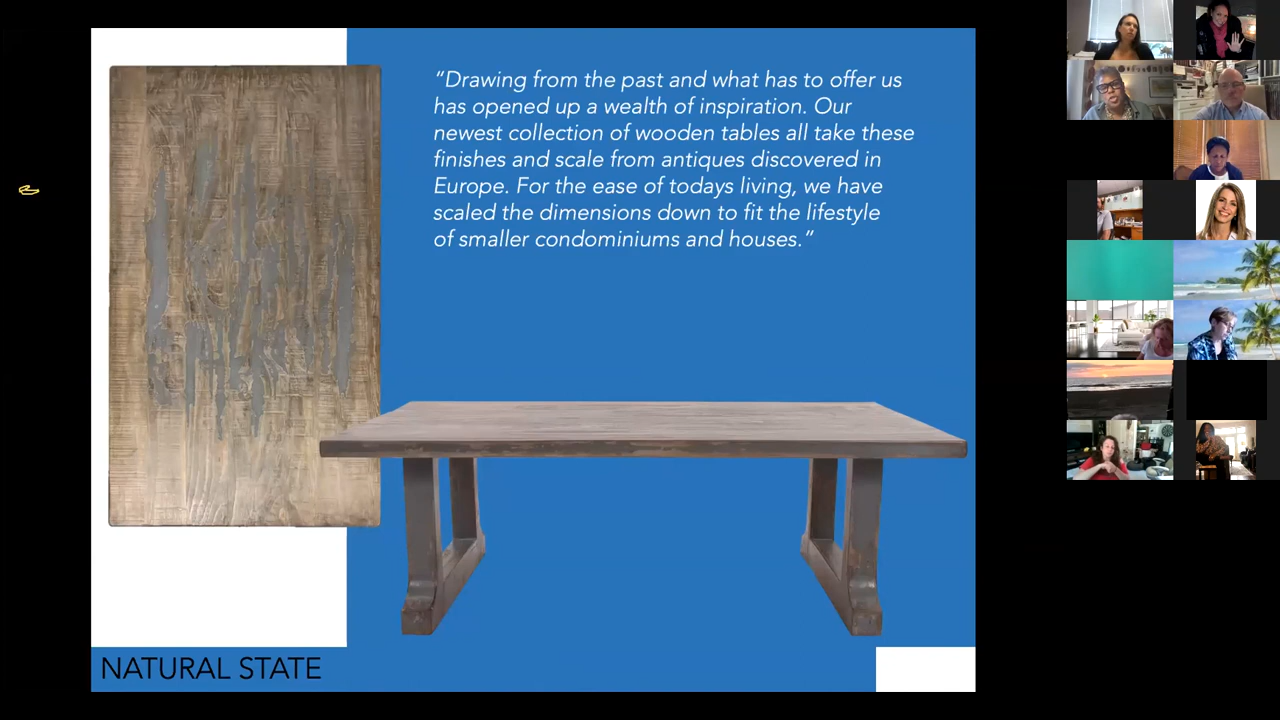 “Drawing from the past and what has to offer us
has opened up a wealth of inspiration. Our
newest collection of wooden tables all take these
finishes and scale from antiques discovered in
Europe. For the ease of todays living, we have
scaled the dimensions down to fit the lifestyle
of smaller condominiums and houses.”
NATURAL STATE